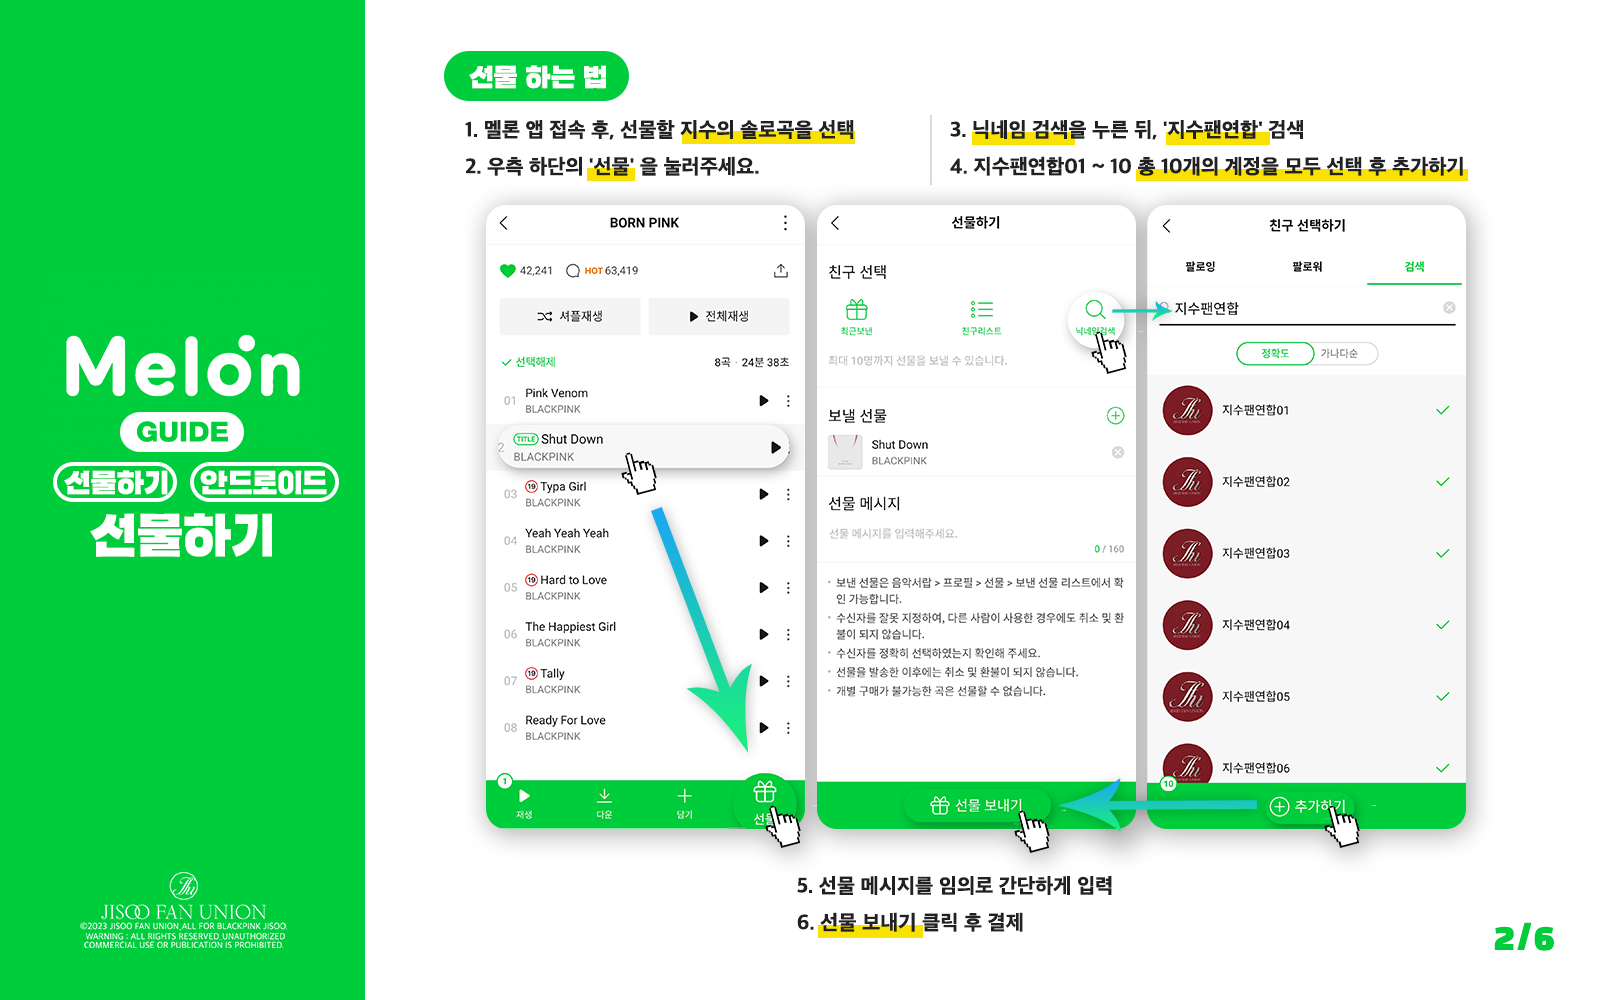 Melon
GUIDE
선물하기 안드로이드
선물하기
JISOO FAN UNION
©2023 JISOO FAN UNION_ALL FOR BLACKPINK JISOO.
WARNING : ALL RIGHTS RESERVED_UNAUTHORIZED
COMMERCIAL USE OR PUBLICATION IS PROHIBITED.
선물 하는 법
1. 멜론 앱 접속 후, 선물할 지수의 솔로곡을 선택
2. 우측 하단의 '선물' 을 눌러주세요.
3. 닉네임 검색을 누른 뒤, '지수팬연합' 검색
4. 지수팬연합01 ~ 10 총 10개의 계정을 모두 선택 후 추가하기
BORN PINK
42,241 HOT 63,419
셔플재생 전체재생
선택해제 8곡 · 24분 38초
01 Pink Venom
BLACKPINK
2 TITLE Shut Down
BLACKPINK
03 19 Typa Girl
BLACKPINK
04 Yeah Yeah Yeah
BLACKPINK
05 19 Hard to Love
BLACKPINK
06 The Happiest Girl
BLACKPINK
07 19 Tally
BLACKPINK
08 Ready For Love
BLACKPINK
1
재생 다운 담기 선물
선물하기
친구 선택
최근보낸 친구리스트 닉네임검색
최대 10명까지 선물을 보낼 수 있습니다.
보낼 선물
Shut Down
BLACKPINK
선물 메시지
선물 메시지를 입력해주세요.
0 / 160
· 보낸 선물은 음악서랍 > 프로필 > 선물 > 보낸 선물 리스트에서 확
인 가능합니다.
· 수신자를 잘못 지정하여, 다른 사람이 사용한 경우에도 취소 및 환
불이 되지 않습니다.
· 수신자를 정확히 선택하였는지 확인해 주세요.
· 선물을 발송한 이후에는 취소 및 환불이 되지 않습니다.
· 개별 구매가 불가능한 곡은 선물할 수 없습니다.
선물 보내기
친구 선택하기
팔로잉 팔로워 검색
지수팬연합
정확도 가나다순
지수팬연합01
지수팬연합02
지수팬연합03
지수팬연합04
지수팬연합05
지수팬연합06
10
추가하기
5. 선물 메시지를 임의로 간단하게 입력
6. 선물 보내기 클릭 후 결제
2/6